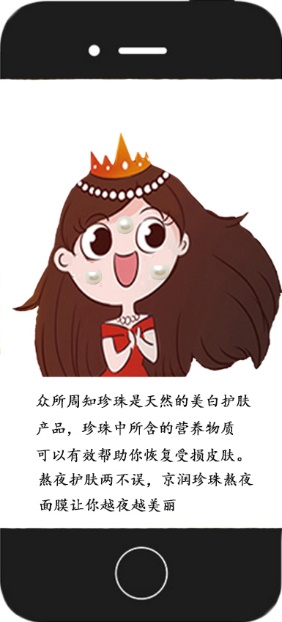 众所周知珍珠是天然的美白护肤
产品，珍珠中所含的营养物质
可以有效帮助你恢复受损皮肤。
熬夜护肤两不误，京润珍珠熬夜
面膜让你越夜越美丽